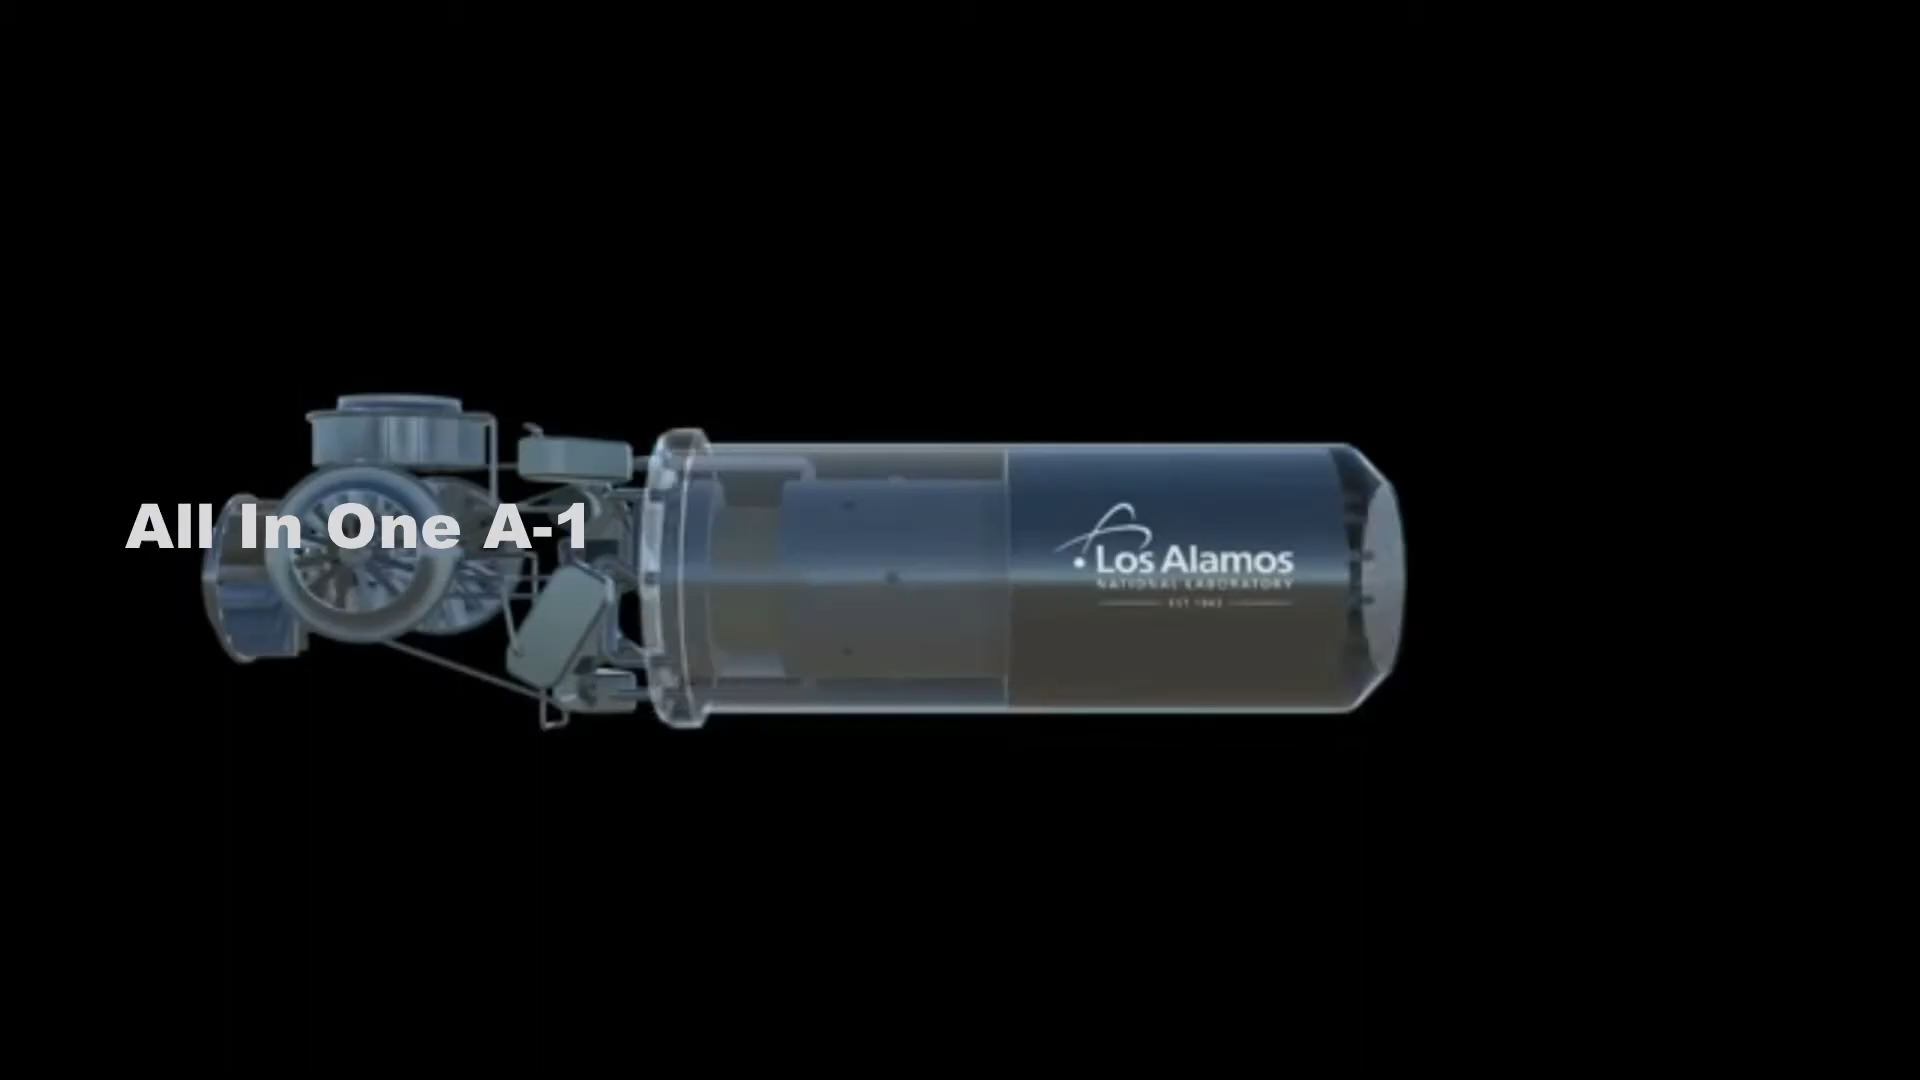 All In One A-1
Los Alamos
NATIONAL LABORATORY
EST 1943